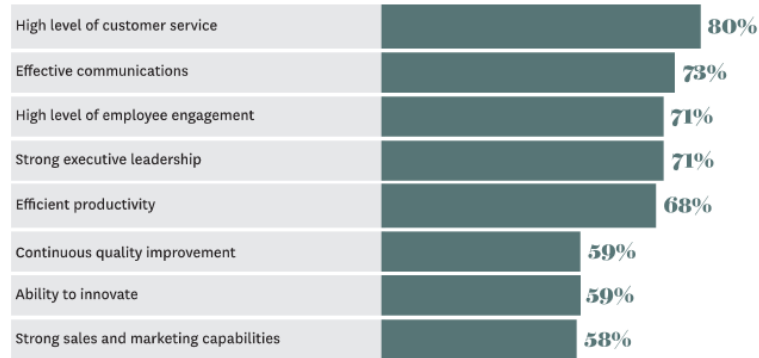 High level of customer service 80%
Effective communications 73%
High level of employee engagement 71%
Strong executive leadership 71%
Efficient productivity 68%
Continuous quality improvement 59%
Ability to innovate 59%
Strong sales and marketing capabilities 58%